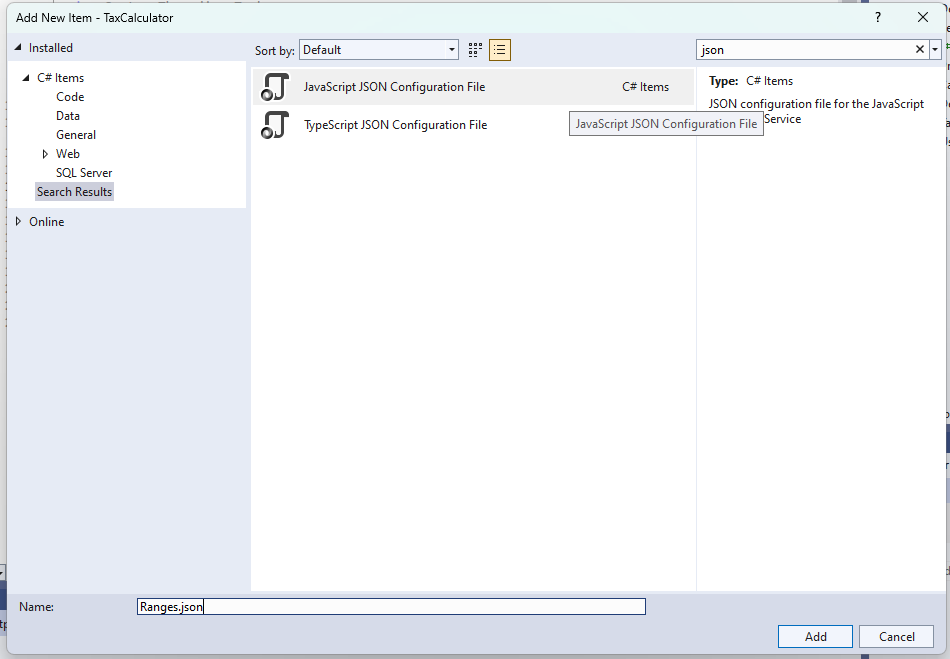 Add New Item - TaxCalculator
?
Installed
Sort by: Default
json
C# Items
Code
Data
General
Web
SQL Server
Search Results
Online
JavaScript JSON Configuration File C# Items
TypeScript JSON Configuration File
JavaScript JSON Configuration File
Type: C# Items
JSON configuration file for the JavaScript
Service
Name: Ranges.json
Add Cancel